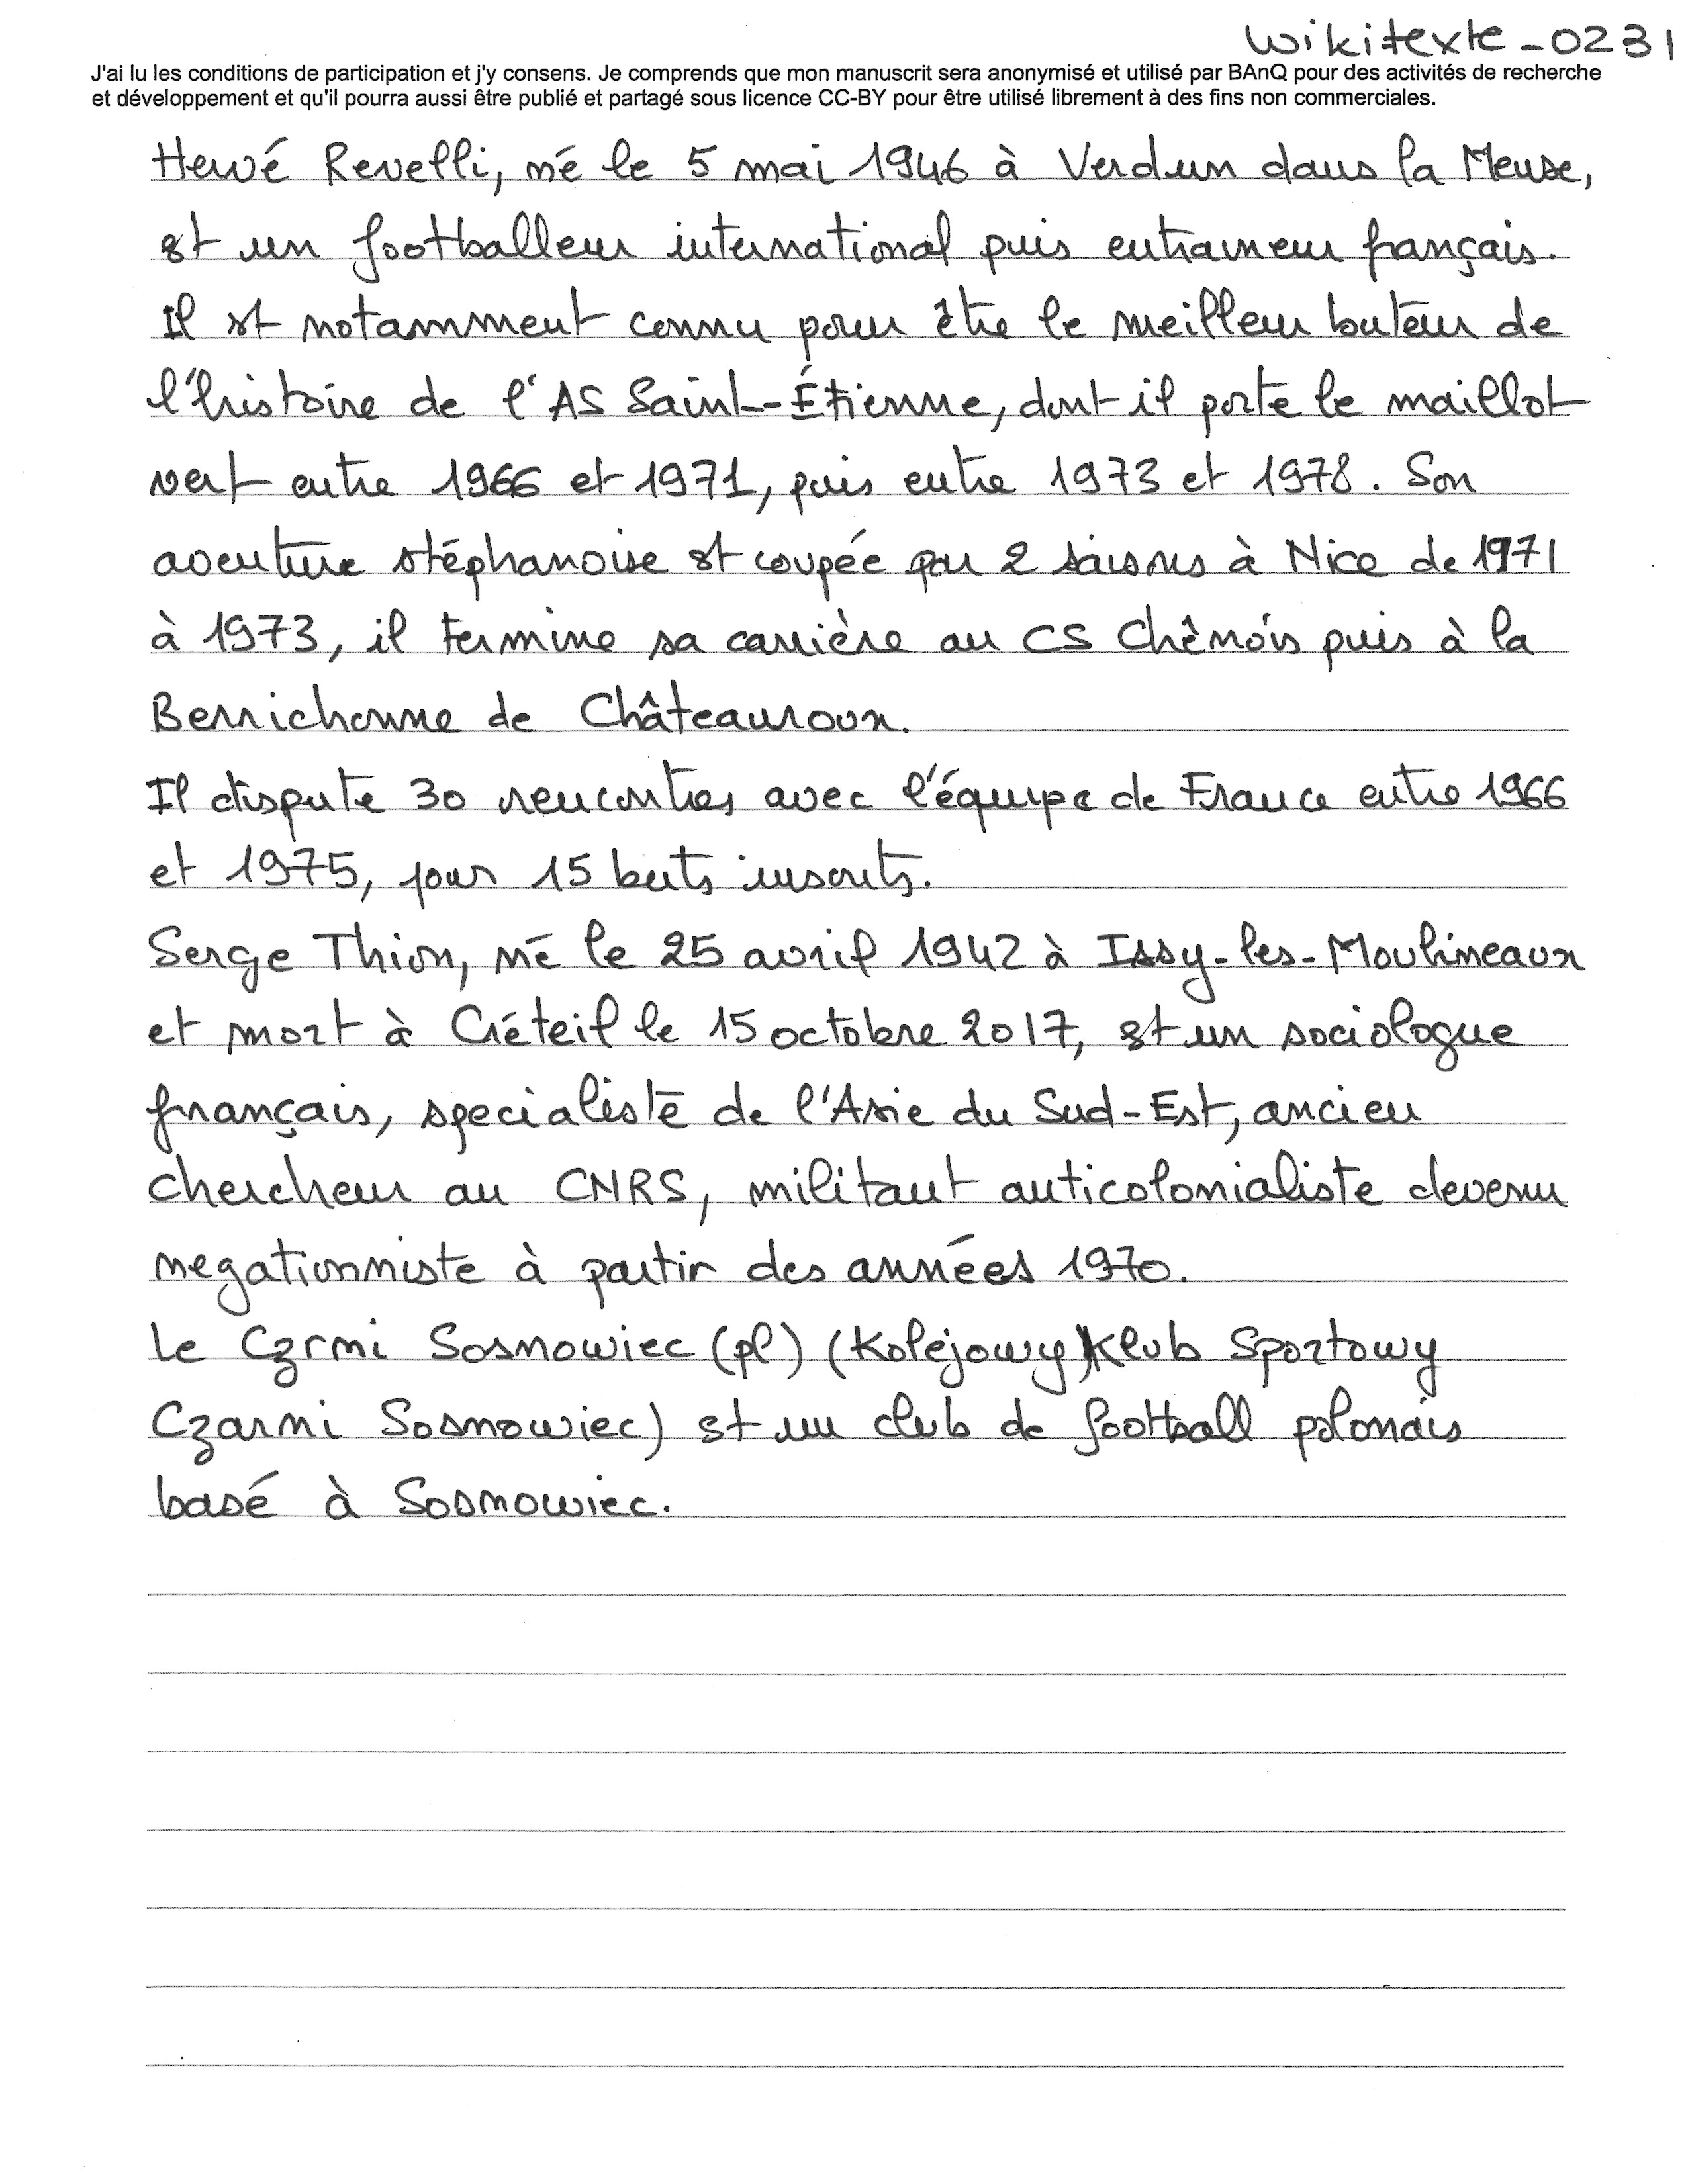 wikitexte-0231
J'ai lu les conditions de participation et j'y consens. Je comprends que mon manuscrit sera anonymisé et utilisé par BAnQ pour des activités de recherche
et développement et qu'il pourra aussi être publié et partagé sous licence CC-BY pour être utilisé librement à des fins non commerciales.
Hervé Revelli, né le 5 mai 1946 à Verdun dans la Meuse,
est un footballeur international puis entraineur français.
Il est notamment connu pour être le meilleur buteur de
l'histoire de l'AS Saint-Étienne, dont il porte le maillot
vert entre 1966 et 1971, puis entre 1973 et 1978. Son
aventure stéphanoise est coupée par 2 saisons à Nice de 1971
à 1973, il termine sa carrière au CS Chênois puis à la
Berrichonne de Châteauroux.
Il dispute 30 rencontres avec l'équipe de France entre 1966
et 1975, pour 15 buts inscrits.
Serge Thion, né le 25 avril 1942 à Issy-les-Moulineaux
et mort à Créteil le 15 octobre 2017, est un sociologue
français, specialiste de l'Asie du Sud-Est, ancien
chercheur au CNRS, militant anticolonialiste devenu
negationniste à partir des années 1970.
Le Czrni Sosnowiec (pl) (Kolejowy Klub Sportowy
Czarni Sosnowiec) est un club de football polonais
basé à Sosnowiec.